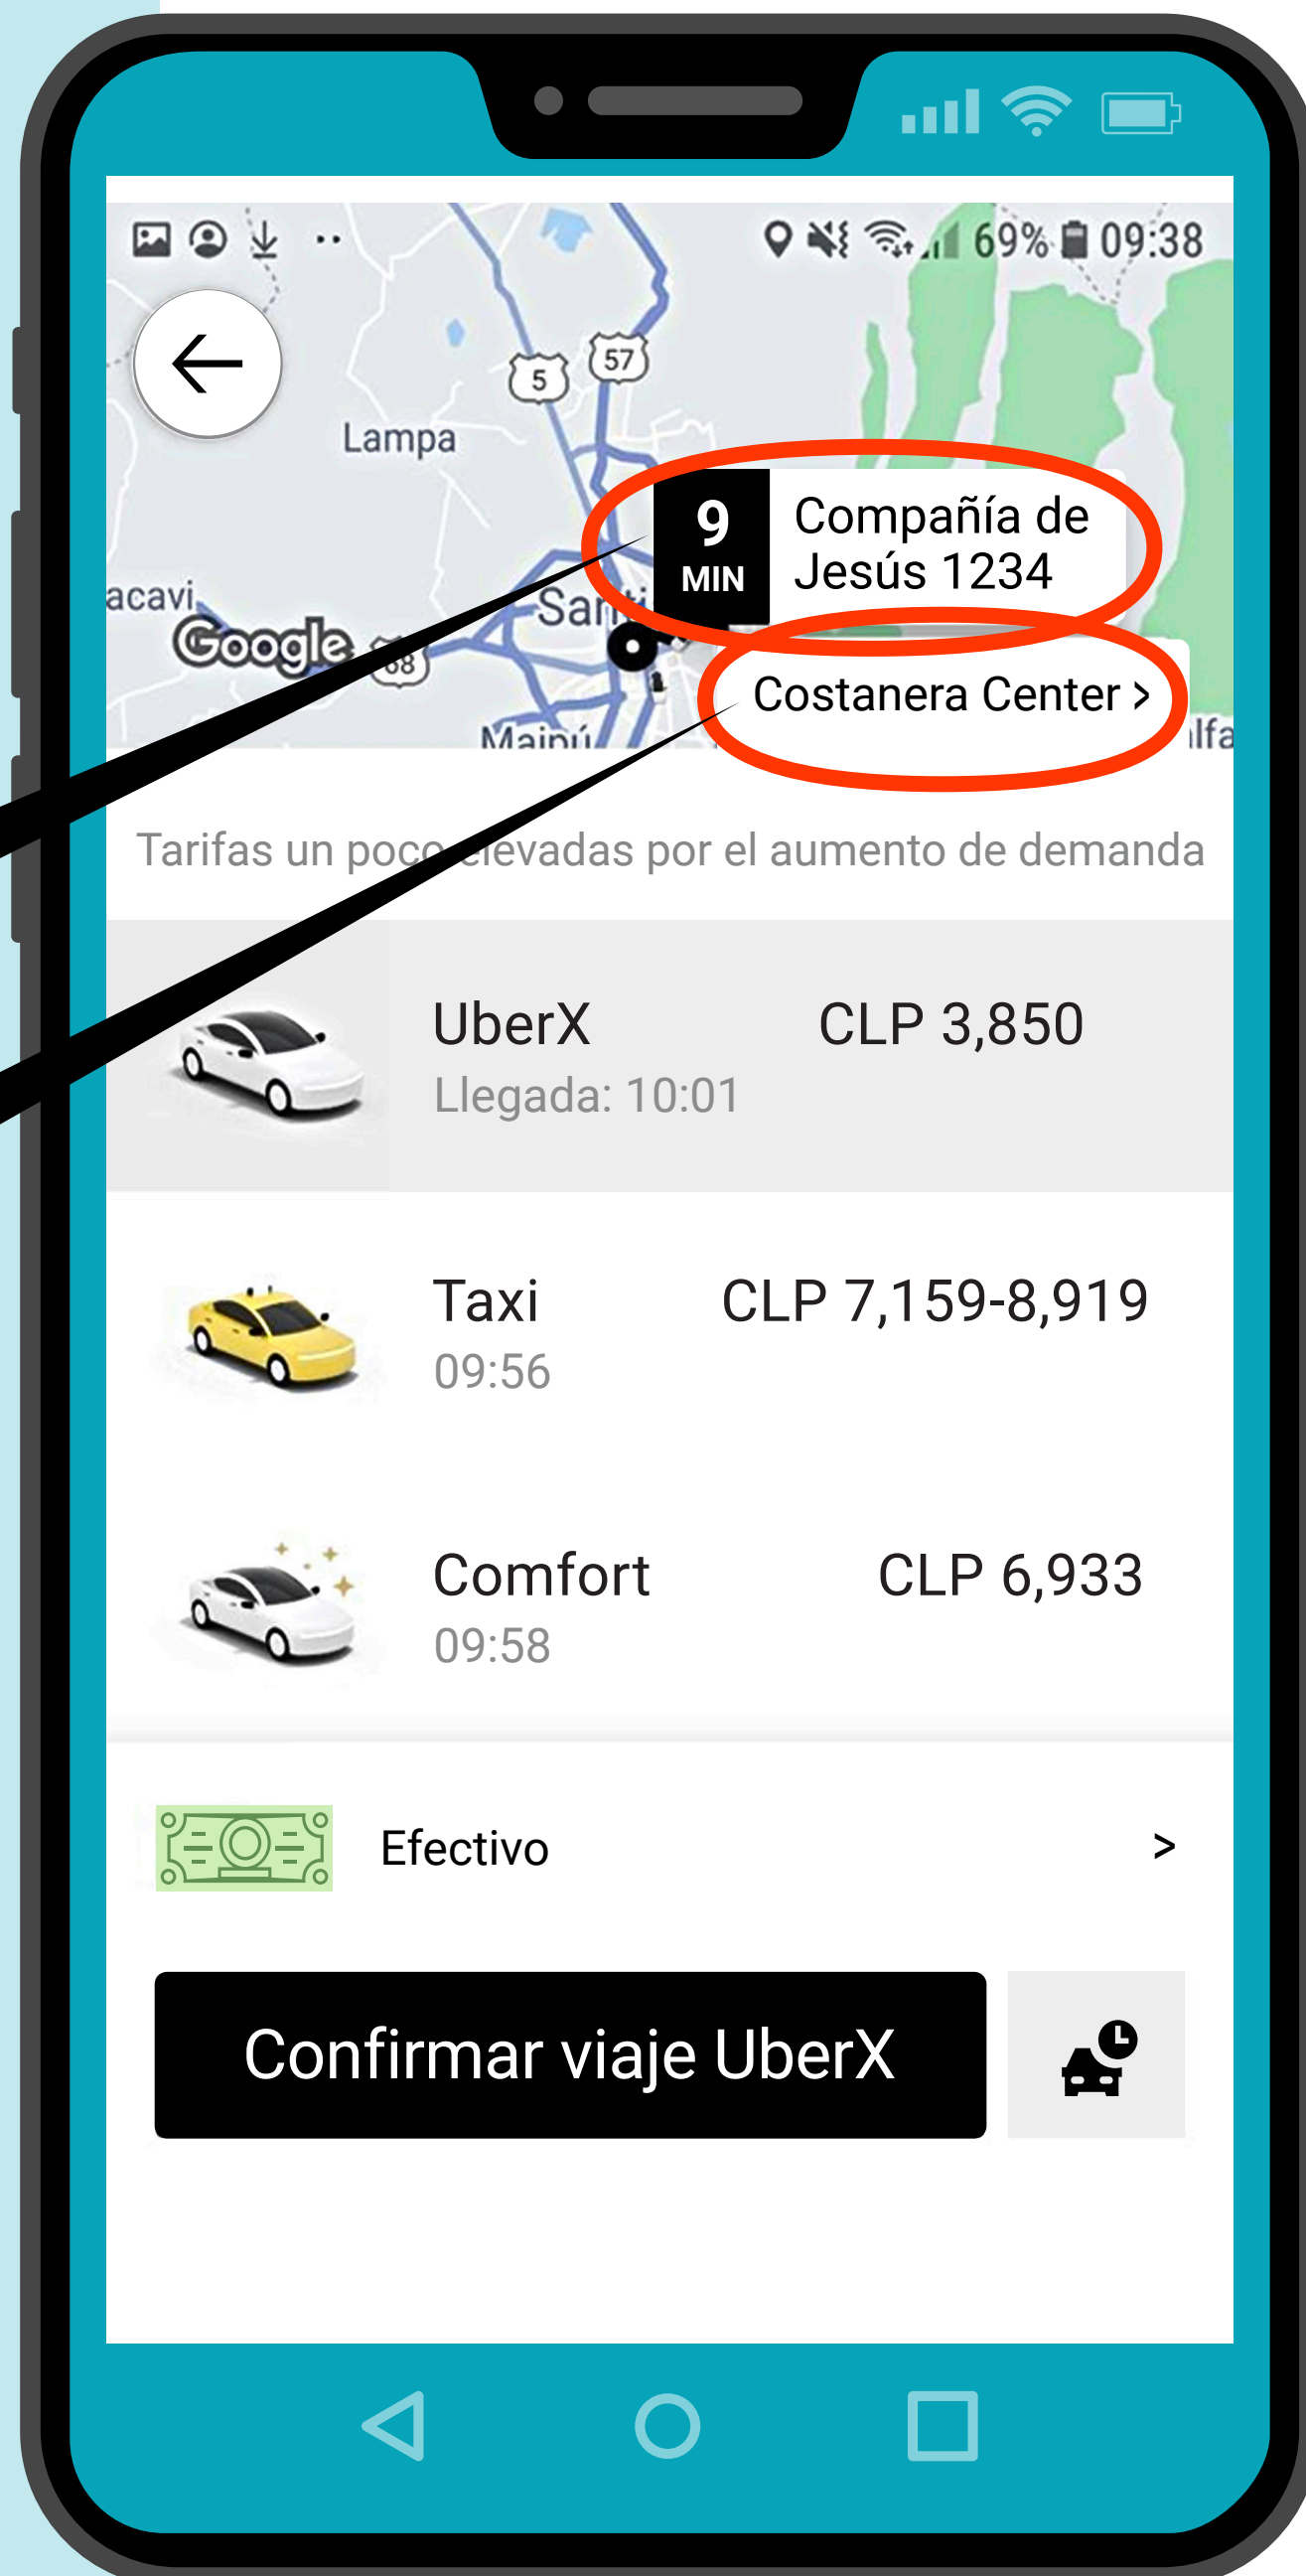 69% 09:38
57
5
Lampa
9
MIN
Compañía de
Jesús 1234
acavi
Santi
Google
68
Costanera Center >
Maipú
lfa
Tarifas un poco elevadas por el aumento de demanda
UberX CLP 3,850
Llegada: 10:01
Taxi CLP 7,159-8,919
09:56
Comfort CLP 6,933
09:58
Efectivo >
Confirmar viaje UberX